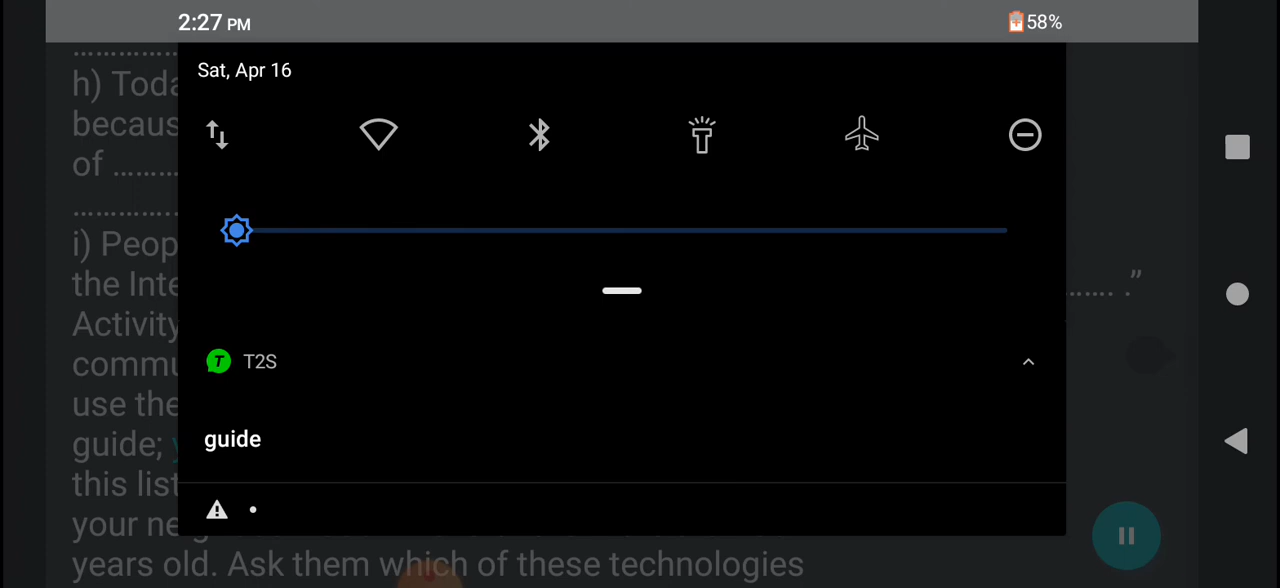 2:27 PM
58%
Sat, Apr 16
T2S
guide
.................
h) Toda
becaus
of .........
.................
i) Peop
the Inte
...... .”
Activity
commu
use the
guide;
this list
your ne
years old. Ask them which of these technologies